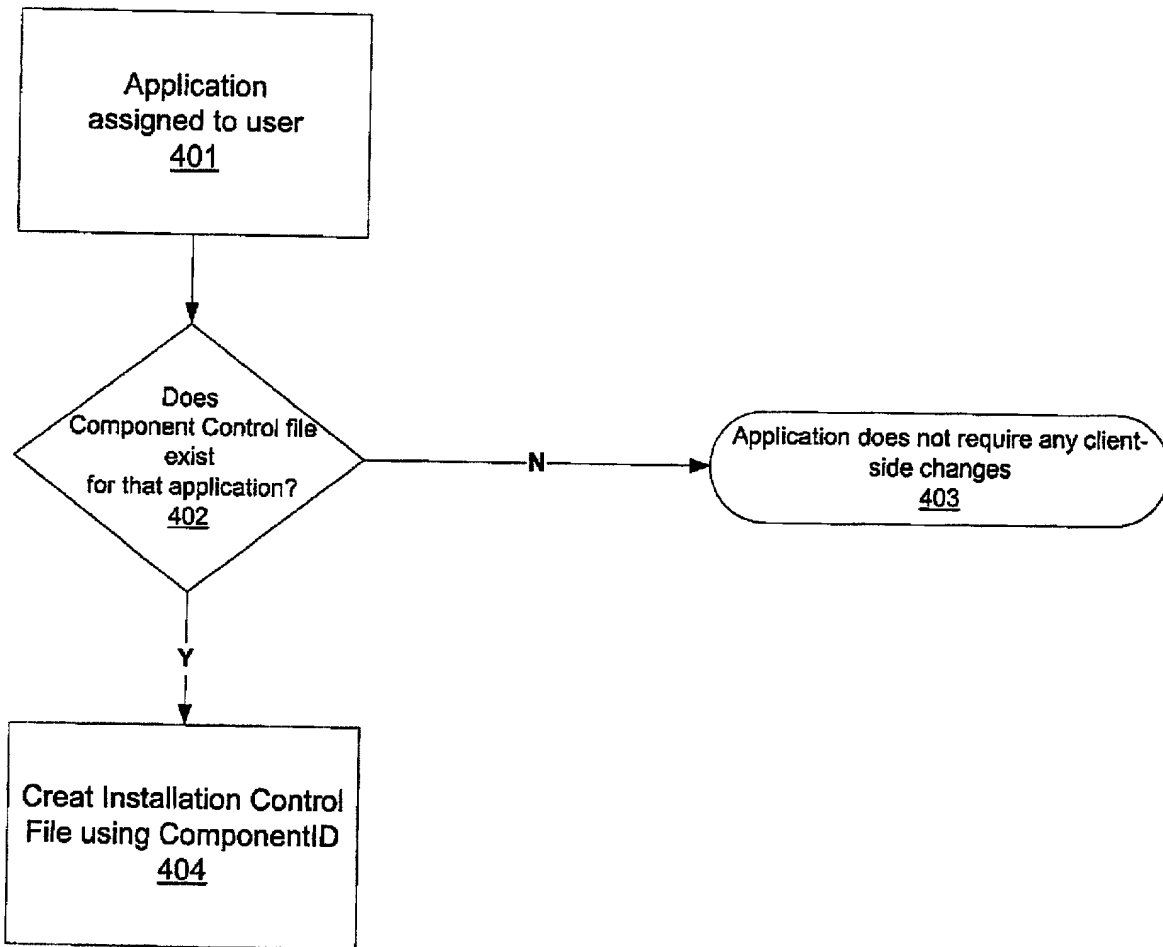 Application
assigned to user
401
Does
Component Control file
exist
for that application?
402
N
Application does not require any client-
side changes
403
Y
Creat Installation Control
File using ComponentID
404